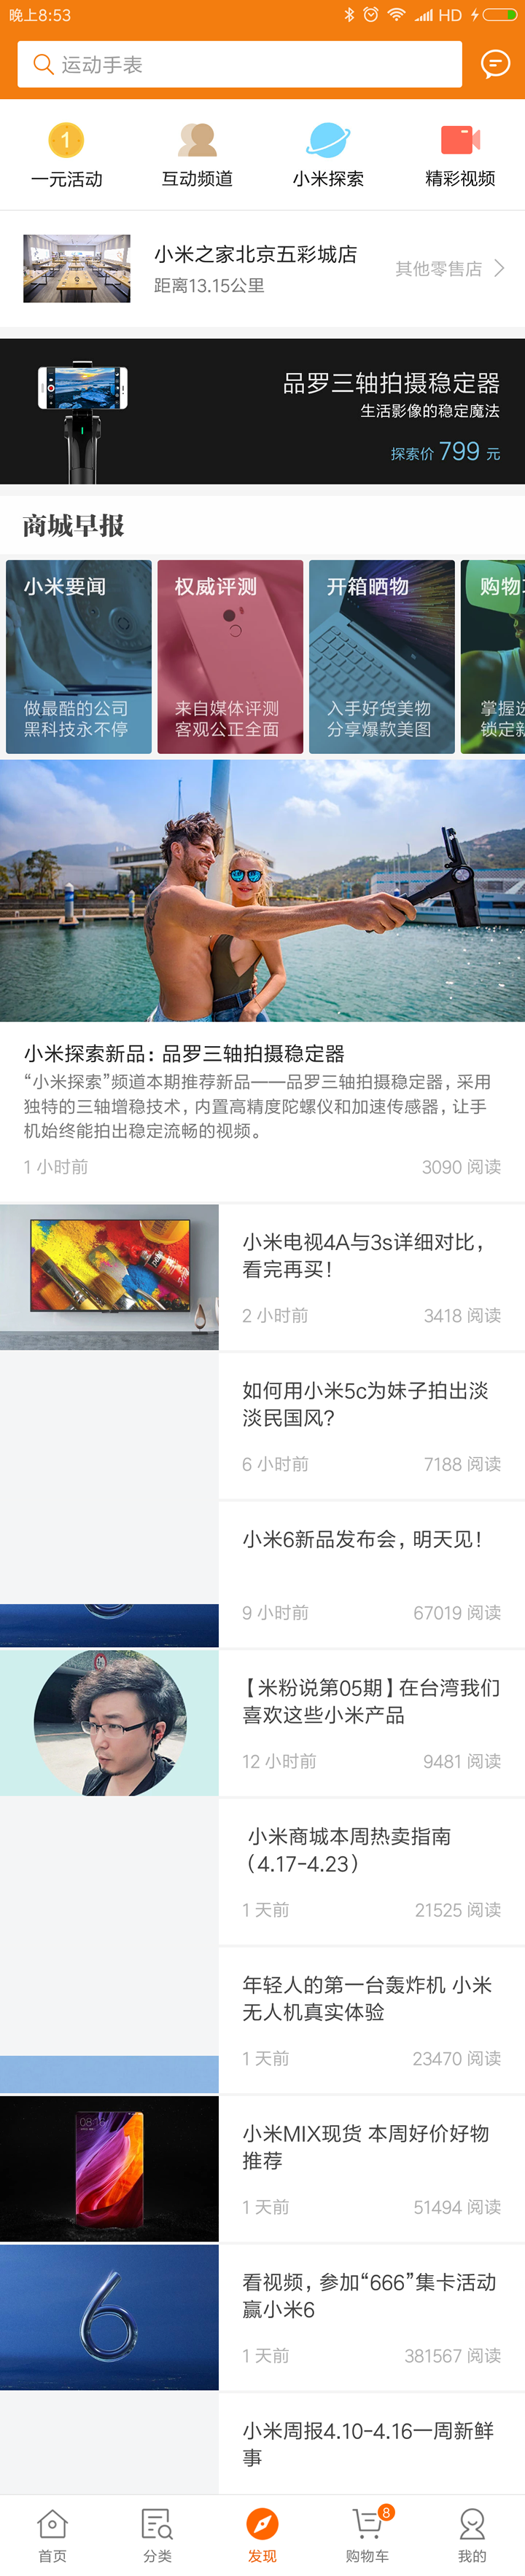 晚上8:53
HD
运动手表
1
一元活动
互动频道
小米探索
精彩视频
小米之家北京五彩城店
距离13.15公里
其他零售店
品罗三轴拍摄稳定器
生活影像的稳定魔法
探索价 799 元
商城早报
小米要闻
做最酷的公司
黑科技永不停
权威评测
来自媒体评测
客观公正全面
开箱晒物
入手好货美物
分享爆款美图
购物
掌握
锁定
小米探索新品：品罗三轴拍摄稳定器
“小米探索”频道本期推荐新品——品罗三轴拍摄稳定器，采用
独特的三轴增稳技术，内置高精度陀螺仪和加速传感器，让手
机始终能拍出稳定流畅的视频。
1 小时前
3090 阅读
小米电视4A与3s详细对比，
看完再买！
2 小时前
3418 阅读
如何用小米5c为妹子拍出淡
淡民国风？
6 小时前
7188 阅读
小米6新品发布会，明天见！
9 小时前
67019 阅读
【米粉说第05期】在台湾我们
喜欢这些小米产品
12 小时前
9481 阅读
小米商城本周热卖指南
（4.17-4.23）
1 天前
21525 阅读
年轻人的第一台轰炸机 小米
无人机真实体验
1 天前
23470 阅读
08:16
小米MIX现货 本周好价好物
推荐
1 天前
51494 阅读
6
看视频，参加“666”集卡活动
赢小米6
1 天前
381567 阅读
小米周报4.10-4.16一周新鲜
事
8
首页
分类
发现
购物车
我的